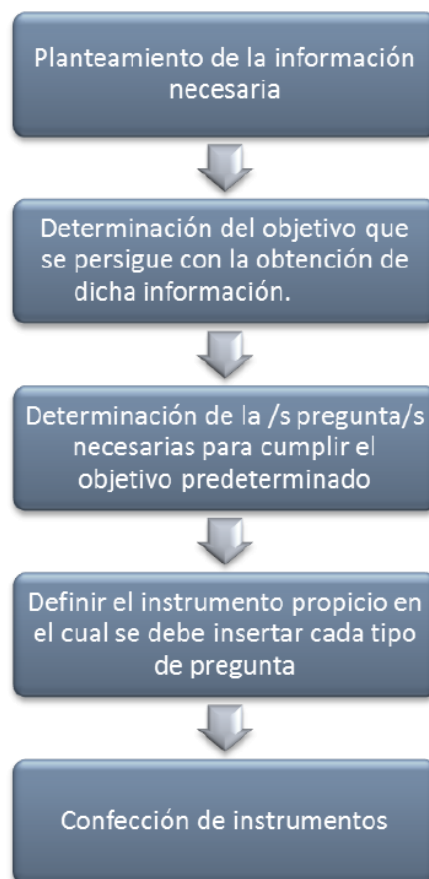 Planteamiento de la información
necesaria
Determinación del objetivo que
se persigue con la obtención de
dicha información.
Determinación de la /s pregunta/s
necesarias para cumplir el
objetivo predeterminado
Definir el instrumento propicio en
el cual se debe insertar cada tipo
de pregunta
Confección de instrumentos